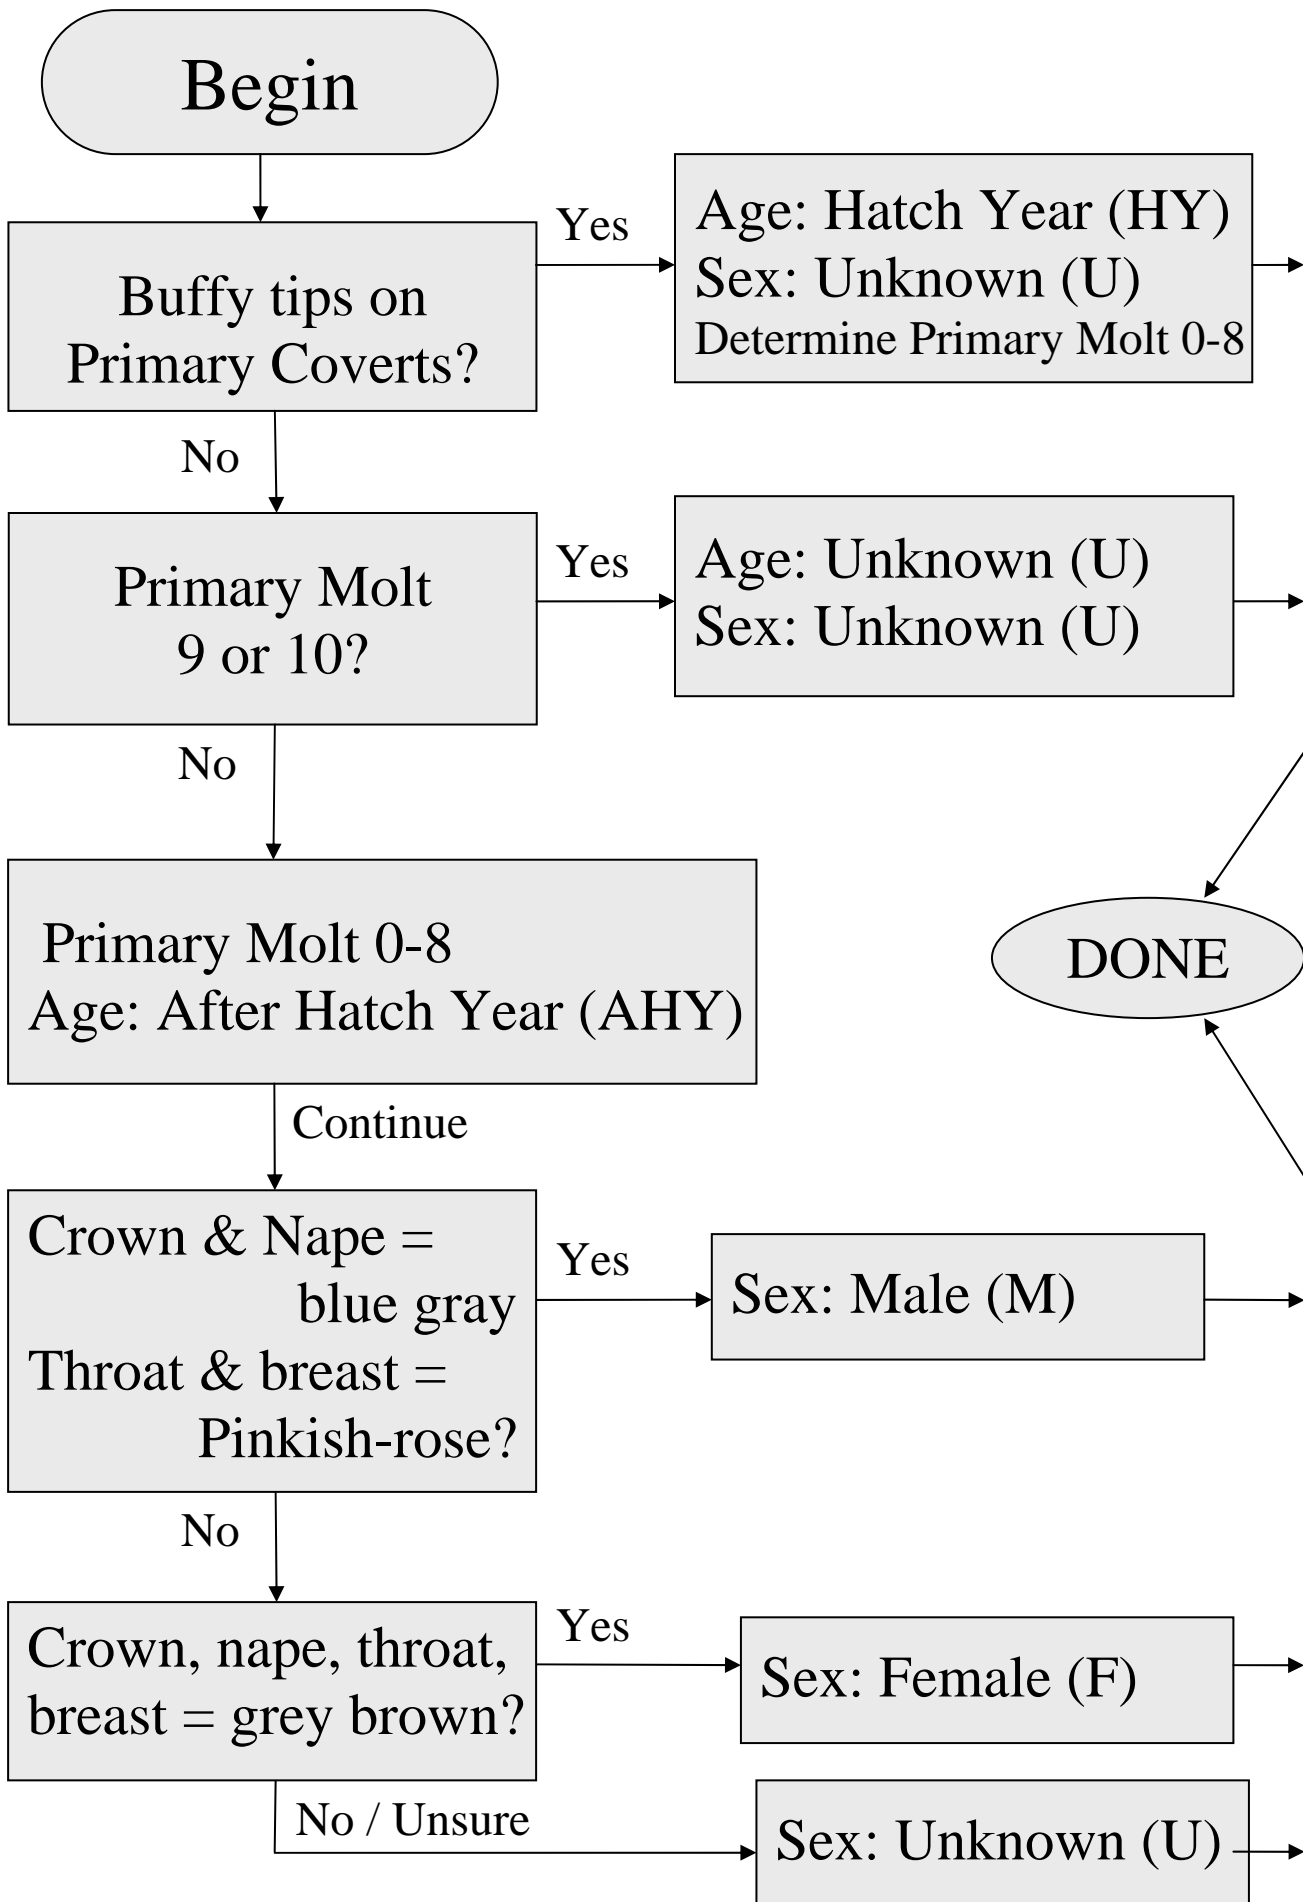 Begin
Yes
Age: Hatch Year (HY)
Sex: Unknown (U)
Determine Primary Molt 0-8
Buffy tips on
Primary Coverts?
No
Yes
Primary Molt
9 or 10?
Age: Unknown (U)
Sex: Unknown (U)
No
Primary Molt 0-8
Age: After Hatch Year (AHY)
DONE
Continue
Crown & Nape =
blue gray
Throat & breast =
Pinkish-rose?
Yes
Sex: Male (M)
No
Crown, nape, throat,
breast = grey brown?
Yes
Sex: Female (F)
No / Unsure
Sex: Unknown (U)